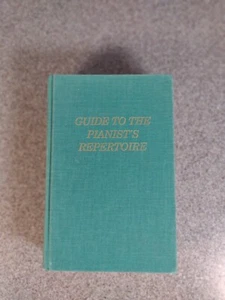 GUIDE TO THE
PIANIST'S
REPERTOIRE